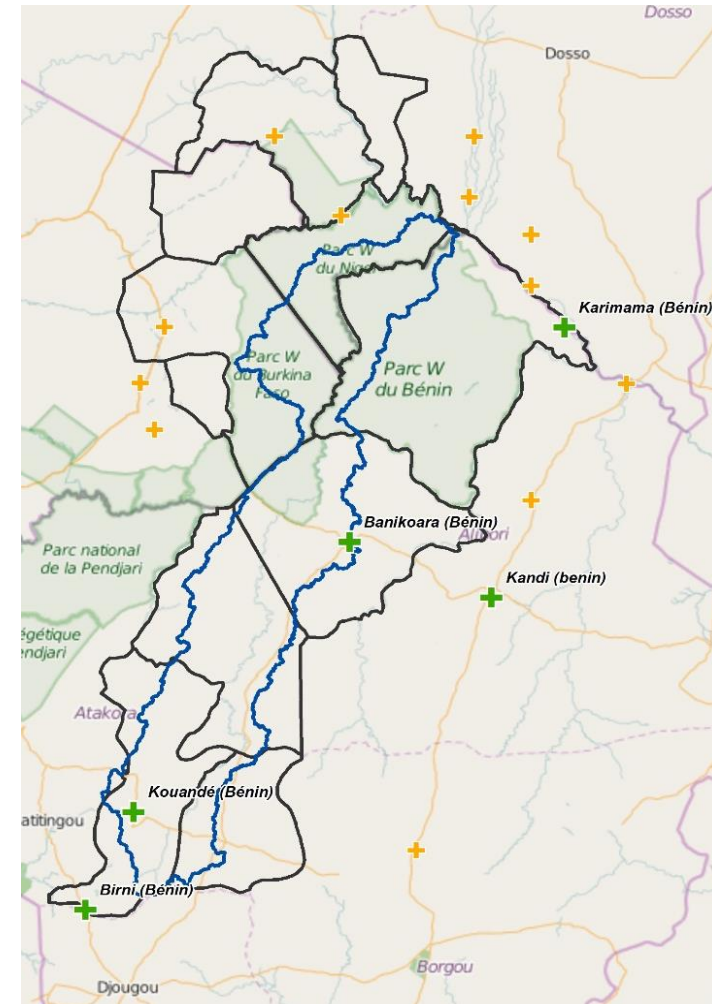 Dosso
Dosso
Parc W
du Niger
Karimama (Bénin)
Parc W
du Burkina
Faso
Parc W
du Bénin
Banikoara (Bénin)
Alibori
Parc national
de la Pendjari
Kandi (benin)
égétique
endjari
Atakora
Kouandé (Bénin)
atitingou
Birni (Bénin)
Borgou
Djougou